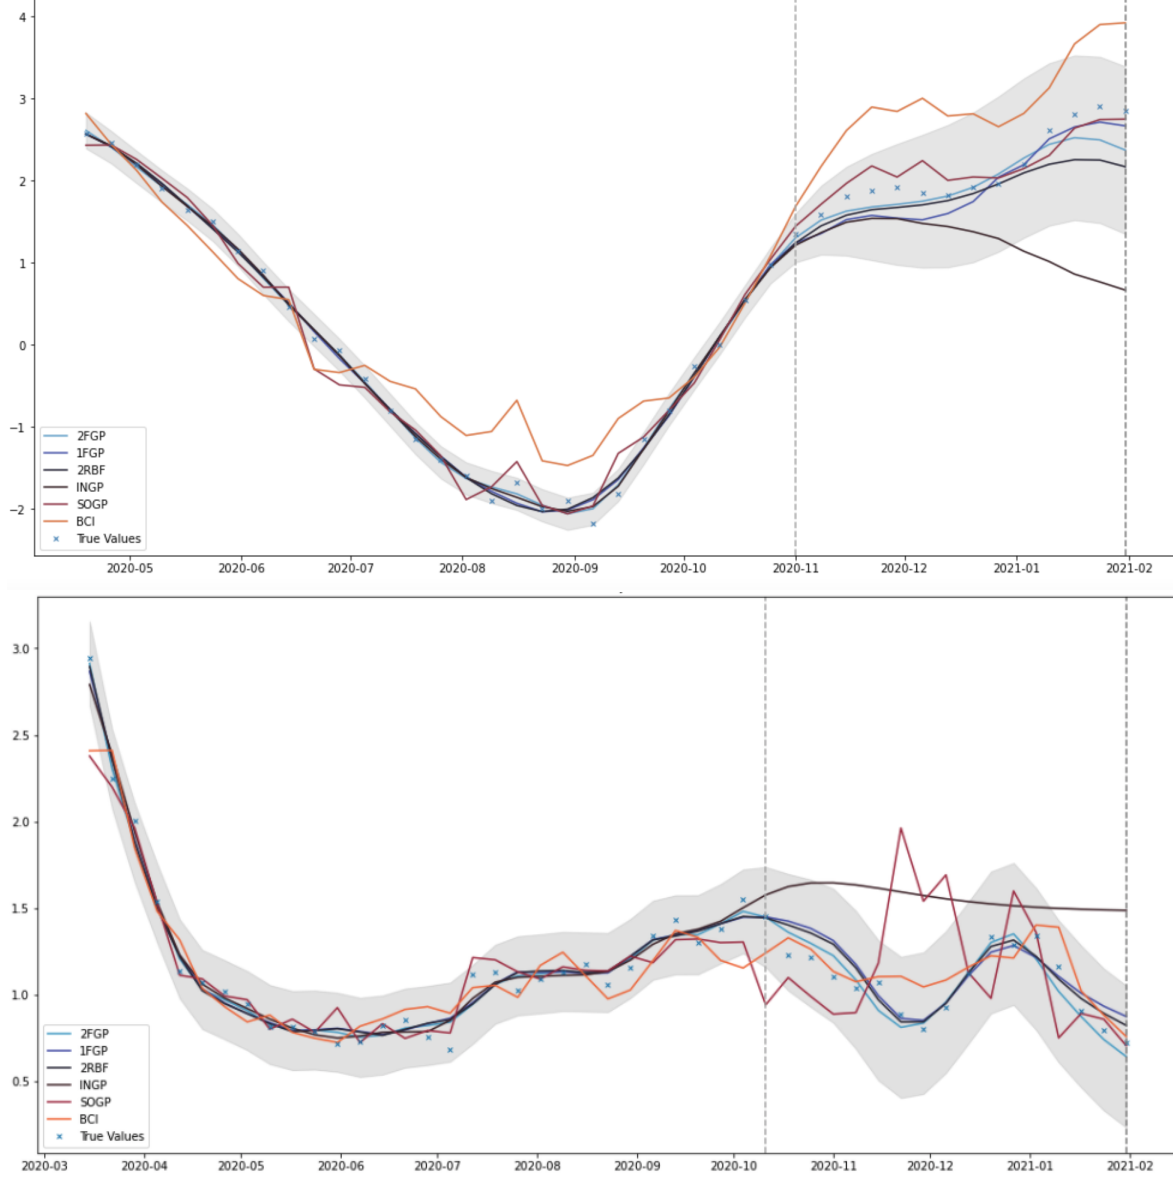 4
3
2
1
0
−1
−2
2FGP
1FGP
2RBF
INGP
SOGP
BCI
True Values
2020-05 2020-06 2020-07 2020-08 2020-09 2020-10 2020-11 2020-12 2021-01 2021-02
3.0
2.5
2.0
1.5
1.0
0.5
2FGP
1FGP
2RBF
INGP
SOGP
BCI
True Values
2020-03 2020-04 2020-05 2020-06 2020-07 2020-08 2020-09 2020-10 2020-11 2020-12 2021-01 2021-02